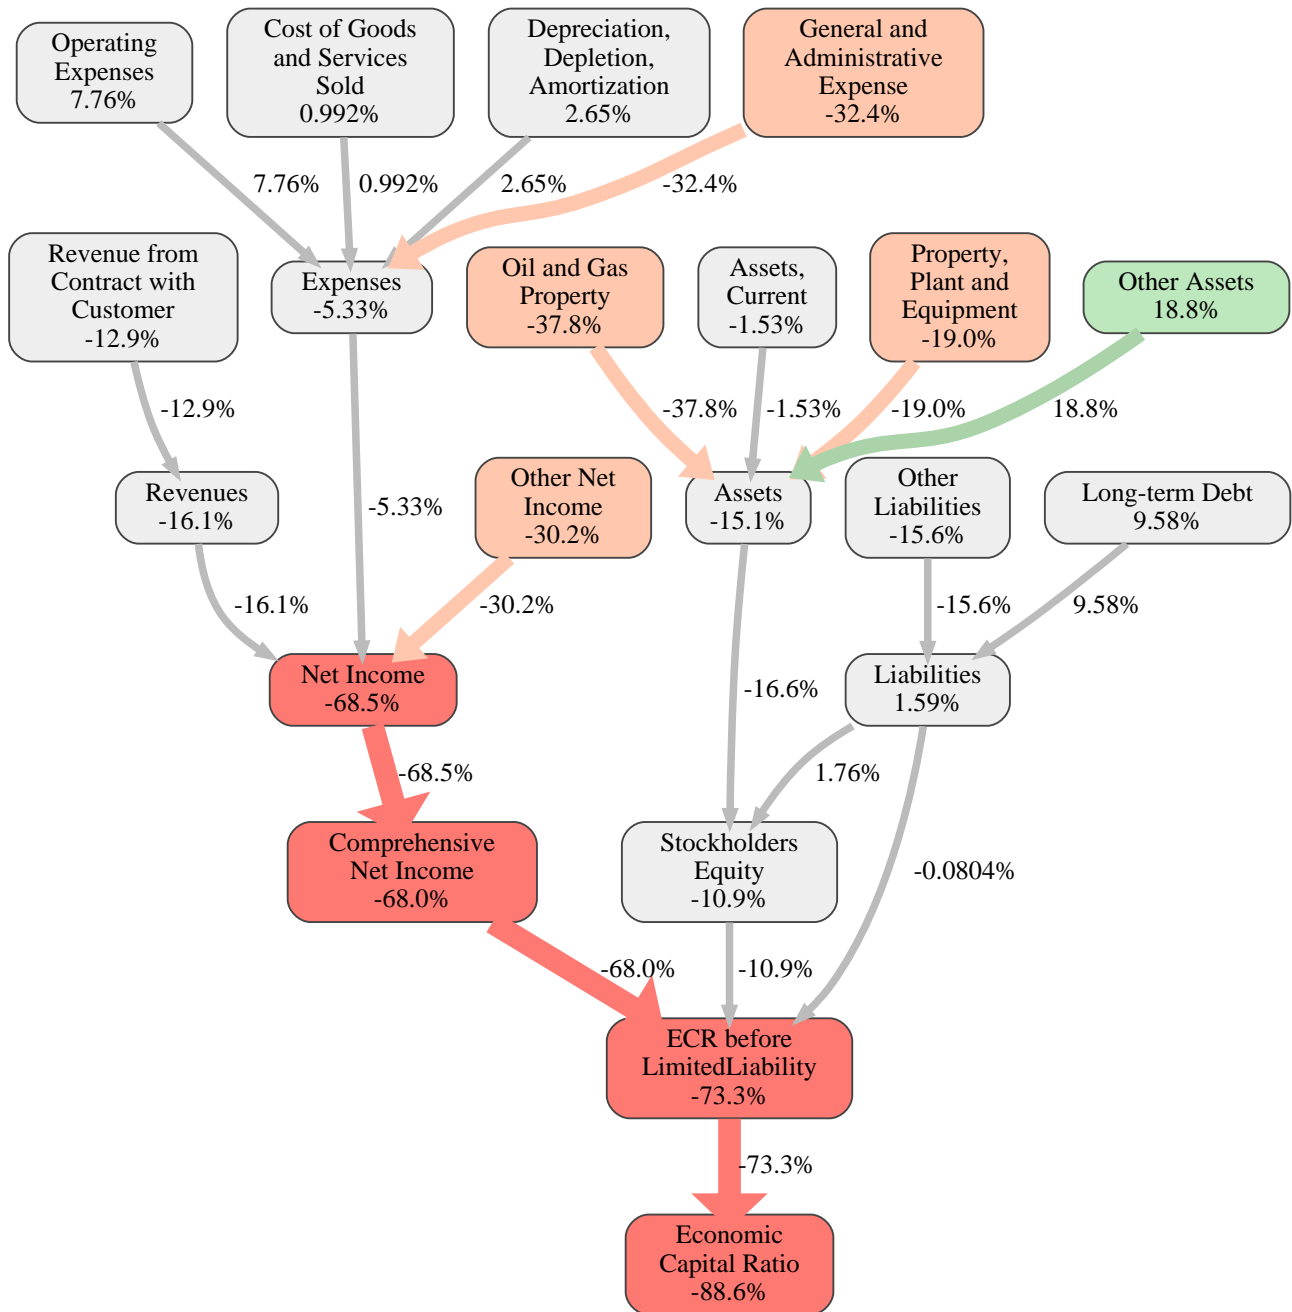 Operating
Expenses
7.76%
Cost of Goods
and Services
Sold
0.992%
Depreciation,
Depletion,
Amortization
2.65%
General and
Administrative
Expense
-32.4%
7.76%
0.992%
2.65%
-32.4%
Revenue from
Contract with
Customer
-12.9%
Expenses
-5.33%
Oil and Gas
Property
-37.8%
Assets,
Current
-1.53%
Property,
Plant and
Equipment
-19.0%
Other Assets
18.8%
-12.9%
-37.8%
-1.53%
-19.0%
18.8%
Revenues
-16.1%
-5.33%
Other Net
Income
-30.2%
Assets
-15.1%
Other
Liabilities
-15.6%
Long-term Debt
9.58%
-16.1%
-30.2%
-15.6%
9.58%
Net Income
-68.5%
-16.6%
Liabilities
1.59%
-68.5%
1.76%
Comprehensive
Net Income
-68.0%
Stockholders
Equity
-10.9%
-0.0804%
-68.0%
-10.9%
ECR before
LimitedLiability
-73.3%
-73.3%
Economic
Capital Ratio
-88.6%